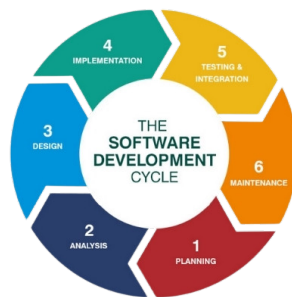 THE
SOFTWARE
DEVELOPMENT
CYCLE
1
PLANNING
2
ANALYSIS
3
DESIGN
4
IMPLEMENTATION
5
TESTING &
INTEGRATION
6
MAINTENANCE